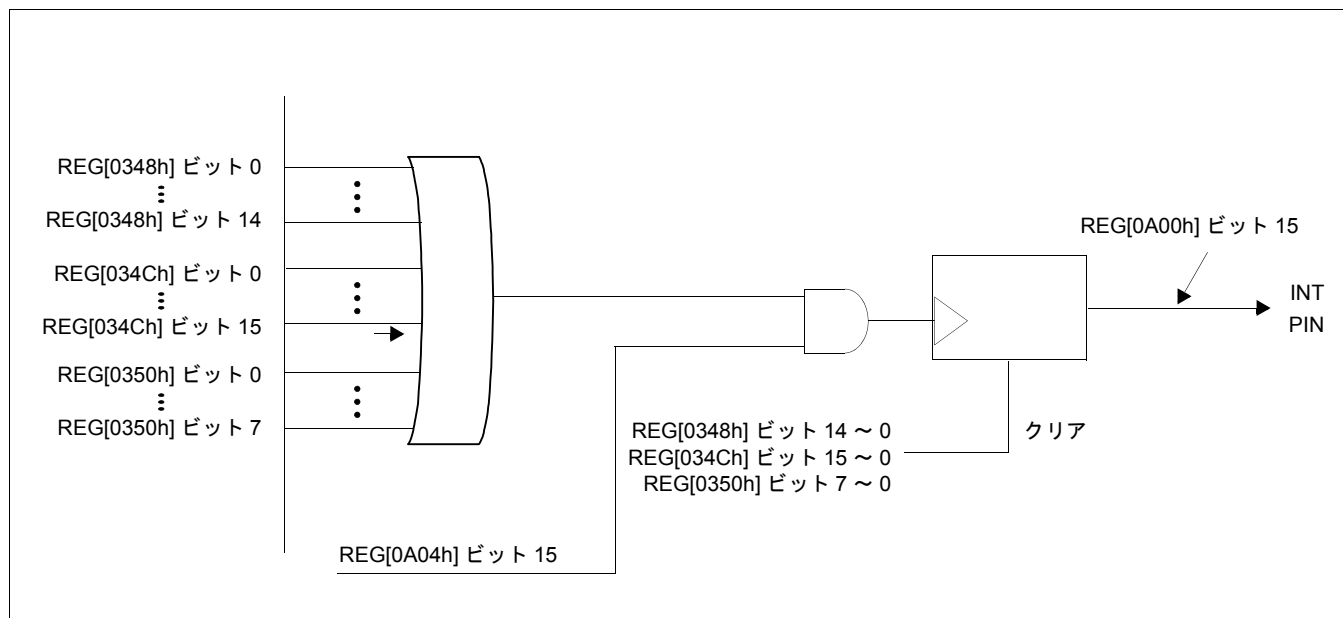 REG[0348h] ビット 0
REG[0348h] ビット 14
REG[034Ch] ビット 0
REG[034Ch] ビット 15
REG[0350h] ビット 0
REG[0350h] ビット 7
REG[0A04h] ビット 15
REG[0348h] ビット 14 ～ 0
REG[034Ch] ビット 15 ～ 0
REG[0350h] ビット 7 ～ 0
クリア
REG[0A00h] ビット 15
INT
PIN